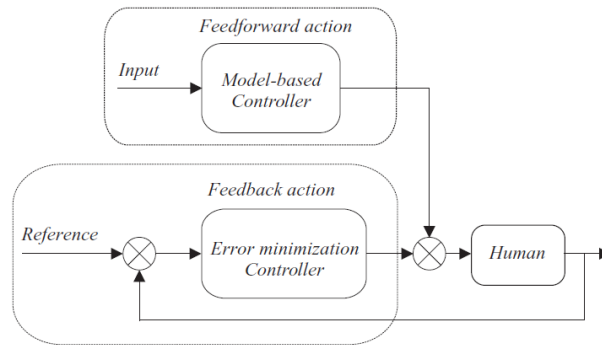 Feedforward action
Input
Model-based
Controller
Feedback action
Reference
Error minimization
Controller
Human